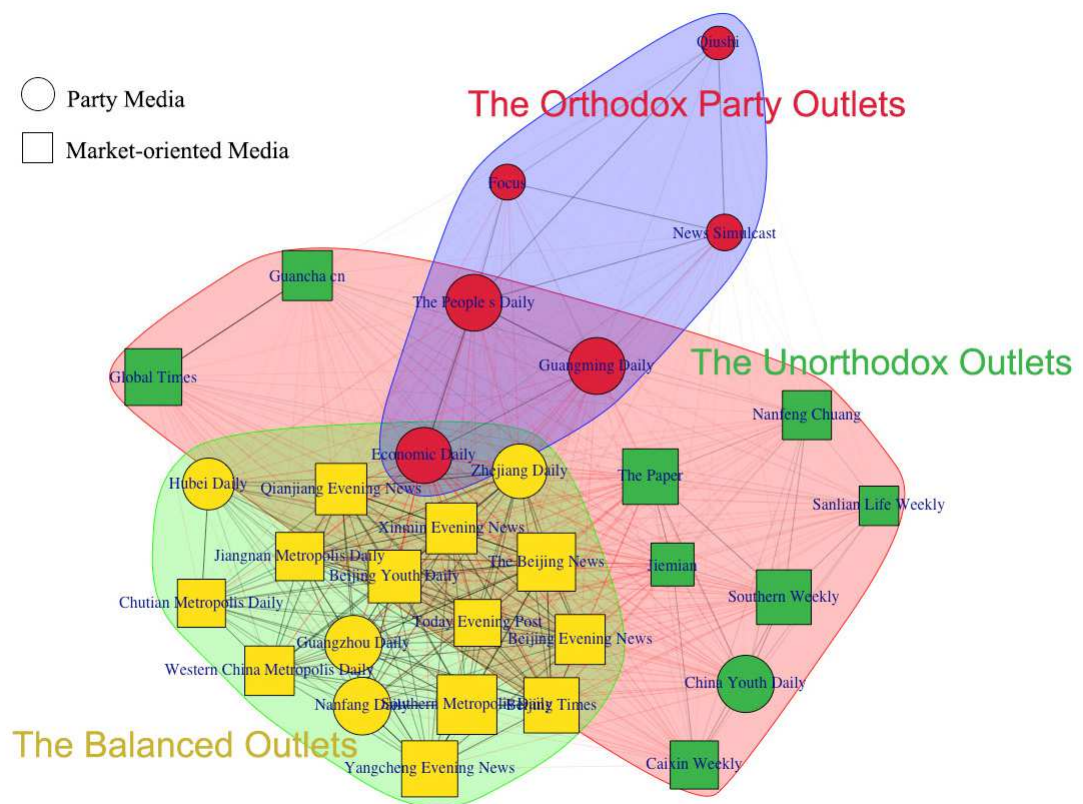 Qiushi
The Orthodox Party Outlets
Party Media
Market-oriented Media
Focus
News Simulcast
Guancha cn
The People s Daily
Guangming Daily
The Unorthodox Outlets
Global Times
Nanfeng Chuang
Economic Daily
Zhejiang Daily
The Paper
Hubei Daily
Qianjiang Evening News
Sanlian Life Weekly
Xinmin Evening News
Jiangnan Metropolis Daily
The Beijing News
Jiemian
Beijing Youth Daily
Southern Weekly
Chutian Metropolis Daily
Today Evening Post
Beijing Evening News
Guangzhou Daily
Western China Metropolis Daily
China Youth Daily
Nanfang Daily
Southern Metropolis Daily
Beijing Times
The Balanced Outlets
Yangcheng Evening News
Caixin Weekly